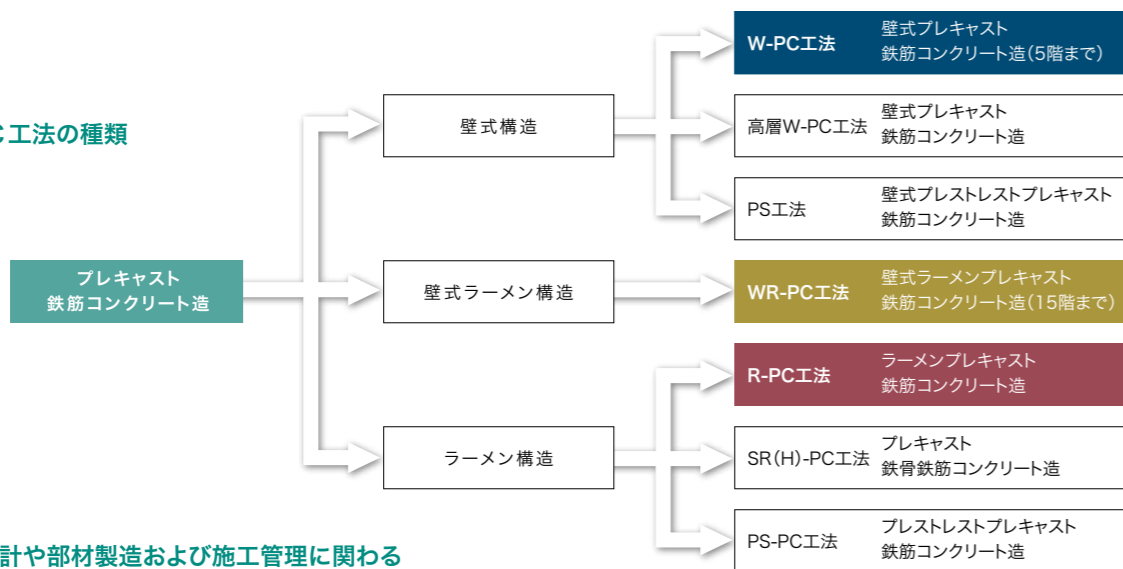 C工法の種類
プレキャスト
鉄筋コンクリート造
壁式構造
壁式ラーメン構造
ラーメン構造
W-PC工法
壁式プレキャスト
鉄筋コンクリート造(5階まで)
高層W-PC工法
壁式プレキャスト
鉄筋コンクリート造
PS工法
壁式プレストレストプレキャスト
鉄筋コンクリート造
WR-PC工法
壁式ラーメンプレキャスト
鉄筋コンクリート造(15階まで)
R-PC工法
ラーメンプレキャスト
鉄筋コンクリート造
SR(H)-PC工法
プレキャスト
鉄骨鉄筋コンクリート造
PS-PC工法
プレストレストプレキャスト
鉄筋コンクリート造
計や部材製造および施工管理に関わる